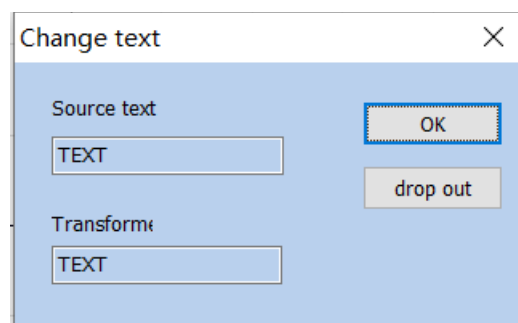 Change text
Source text
OK
TEXT
drop out
Transforme
TEXT